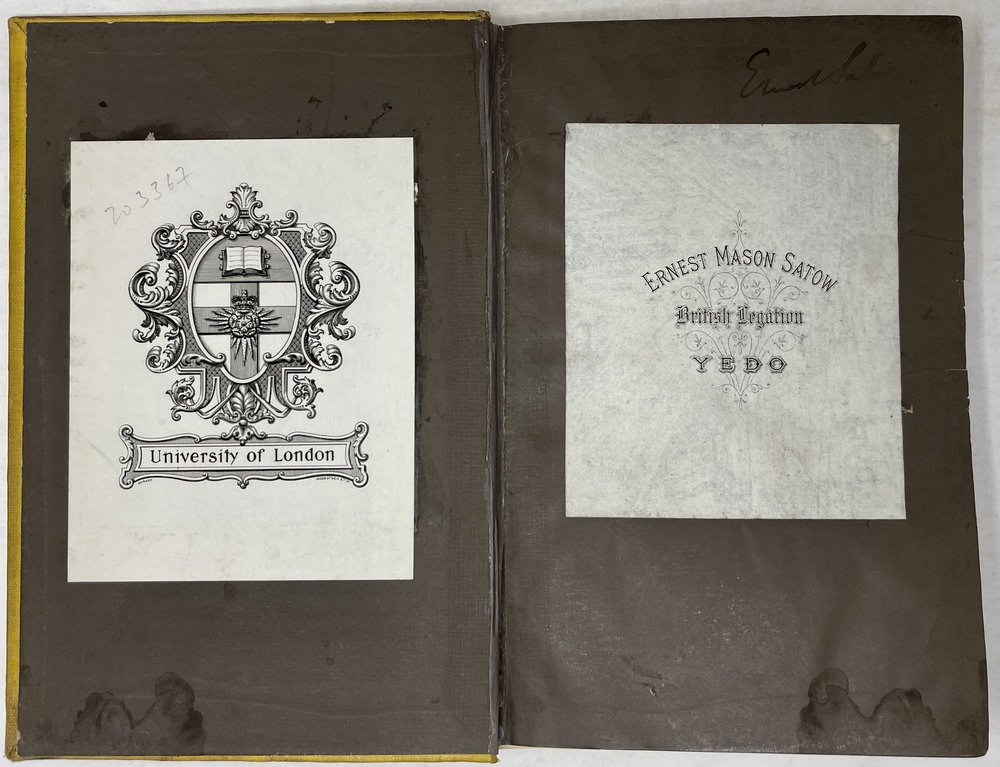 203367
University of London
Ernest
ERNEST MASON SATOW
British Legation
YEDO